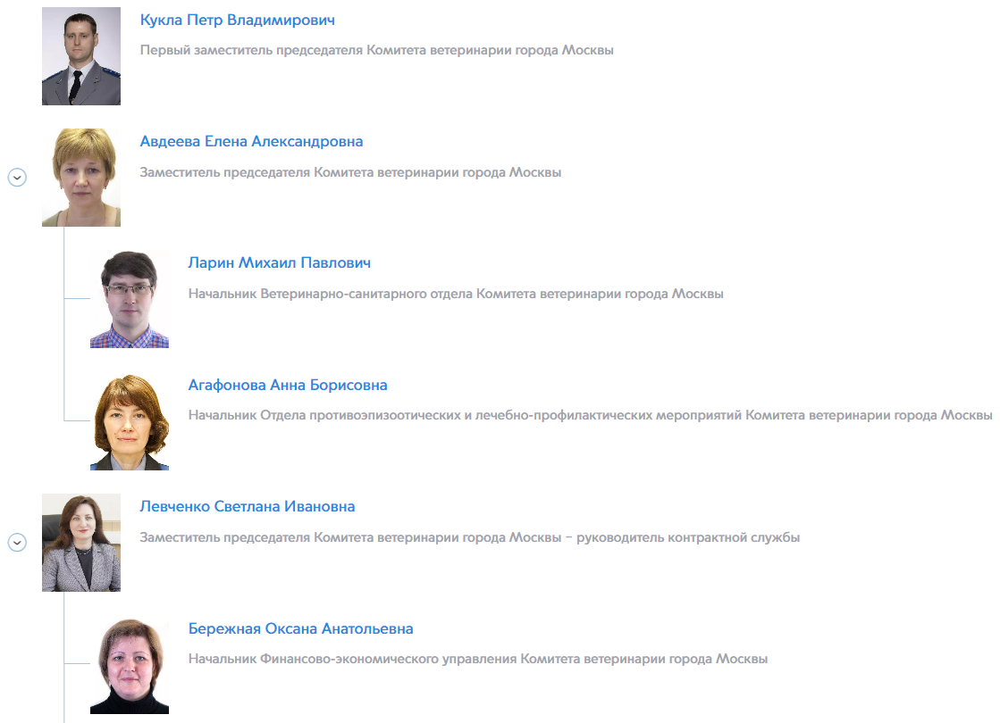 Кукла Петр Владимирович
Первый заместитель председателя Комитета ветеринарии города Москвы
Авдеева Елена Александровна
Заместитель председателя Комитета ветеринарии города Москвы
Ларин Михаил Павлович
Начальник Ветеринарно-санитарного отдела Комитета ветеринарии города Москвы
Агафонова Анна Борисовна
Начальник Отдела противоэпизоотических и лечебно-профилактических мероприятий Комитета ветеринарии города Москвы
Левченко Светлана Ивановна
Заместитель председателя Комитета ветеринарии города Москвы – руководитель контрактной службы
Бережная Оксана Анатольевна
Начальник Финансово-экономического управления Комитета ветеринарии города Москвы